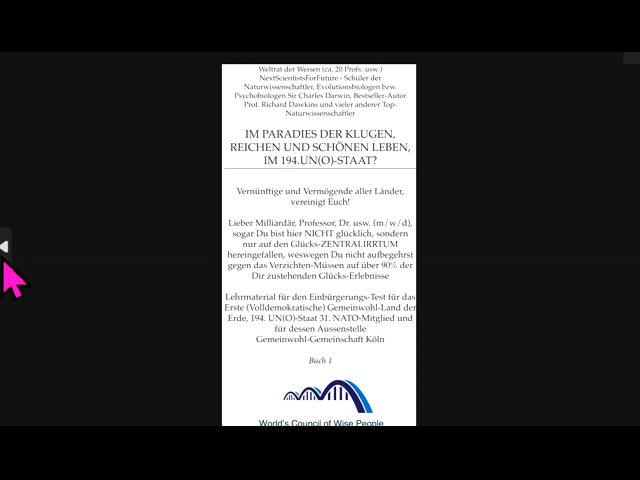 Weltrat der Weisen (ca. 20 Profs. usw.)
NextScientistsForFuture - Schüler der
Naturwissenschaftler, Evolutionsbiologen bzw.
Psychobiologen Sir Charles Darwin, Bestseller-Autor
Prof. Richard Dawkins und vieler anderer Top-
Naturwissenschaftler
IM PARADIES DER KLUGEN,
REICHEN UND SCHÖNEN LEBEN,
IM 194.UN(O)-STAAT?
Vernünftige und Vermögende aller Länder,
vereinigt Euch!
Lieber Milliardär, Professor, Dr. usw. (m/w/d),
sogar Du bist hier NICHT glücklich, sondern
nur auf den Glücks-ZENTRALIRRTUM
hereingefallen, weswegen Du nicht aufbegehrst
gegen das Verzichten-Müssen auf über 90% der
Dir zustehenden Glücks-Erlebnisse
Lehrmaterial für den Einbürgerungs-Test für das
Erste (Volldemokratische) Gemeinwohl-Land der
Erde, 194. UN(O)-Staat 31. NATO-Mitglied und
für dessen Aussenstelle
Gemeinwohl-Gemeinschaft Köln
Buch 1
World's Council of Wise People